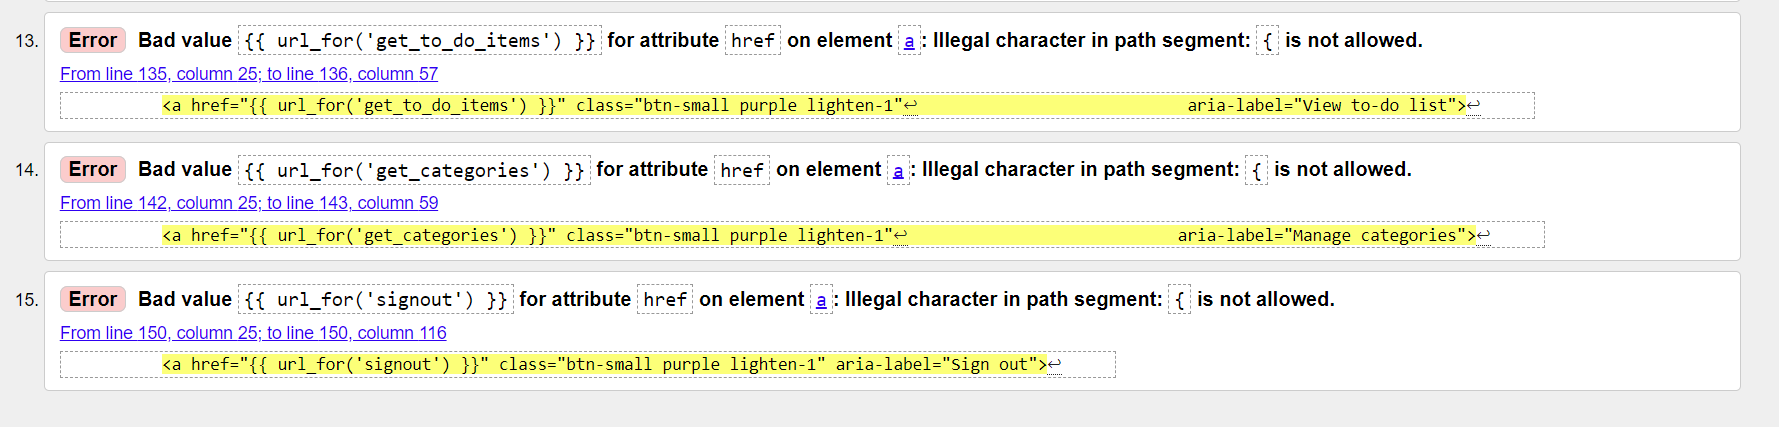 13. Error Bad value {{ url_for('get_to_do_items') }} for attribute href on element a: Illegal character in path segment: { is not allowed.
From line 135, column 25; to line 136, column 57
<a href="{{ url_for('get_to_do_items') }}" class="btn-small purple lighten-1"↩ aria-label="View to-do list">↩
14. Error Bad value {{ url_for('get_categories') }} for attribute href on element a: Illegal character in path segment: { is not allowed.
From line 142, column 25; to line 143, column 59
<a href="{{ url_for('get_categories') }}" class="btn-small purple lighten-1"↩ aria-label="Manage categories">↩
15. Error Bad value {{ url_for('signout') }} for attribute href on element a: Illegal character in path segment: { is not allowed.
From line 150, column 25; to line 150, column 116
<a href="{{ url_for('signout') }}" class="btn-small purple lighten-1" aria-label="Sign out">↩